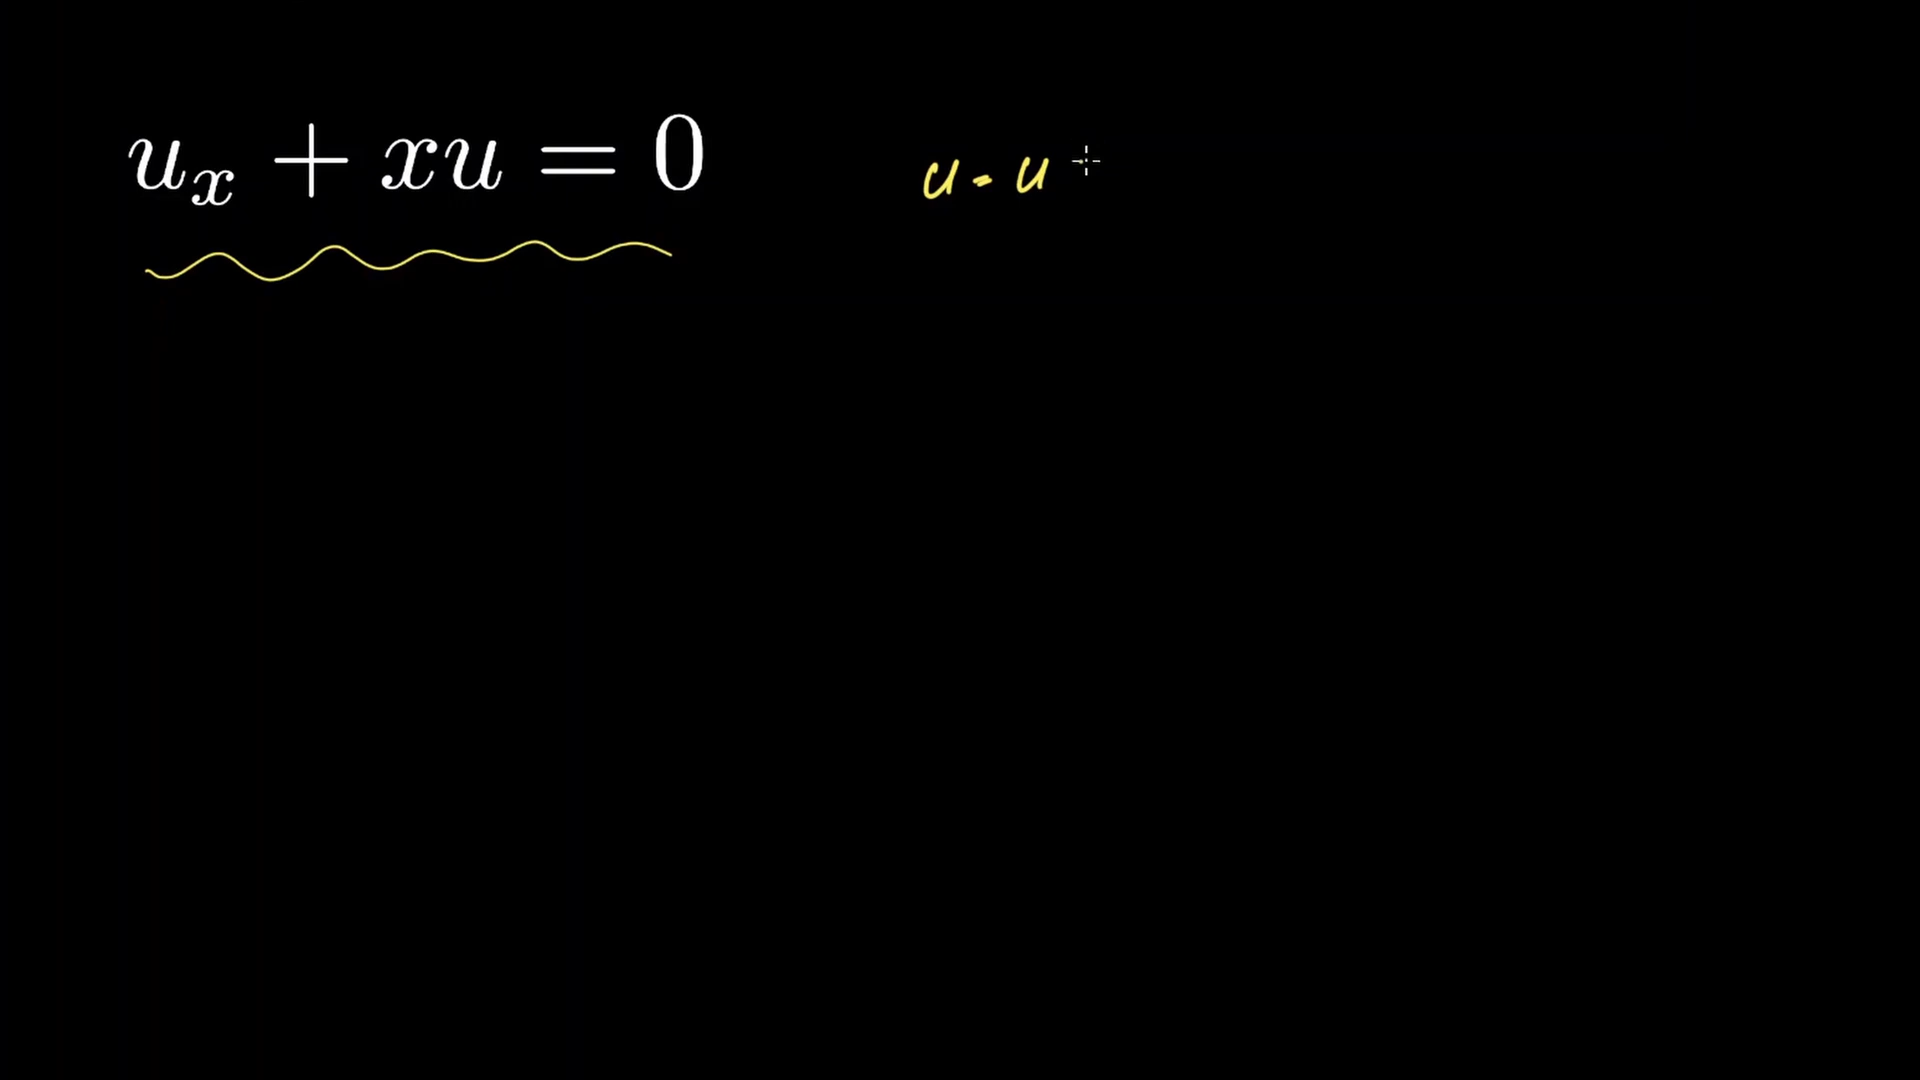 u_x + xu = 0
u = u